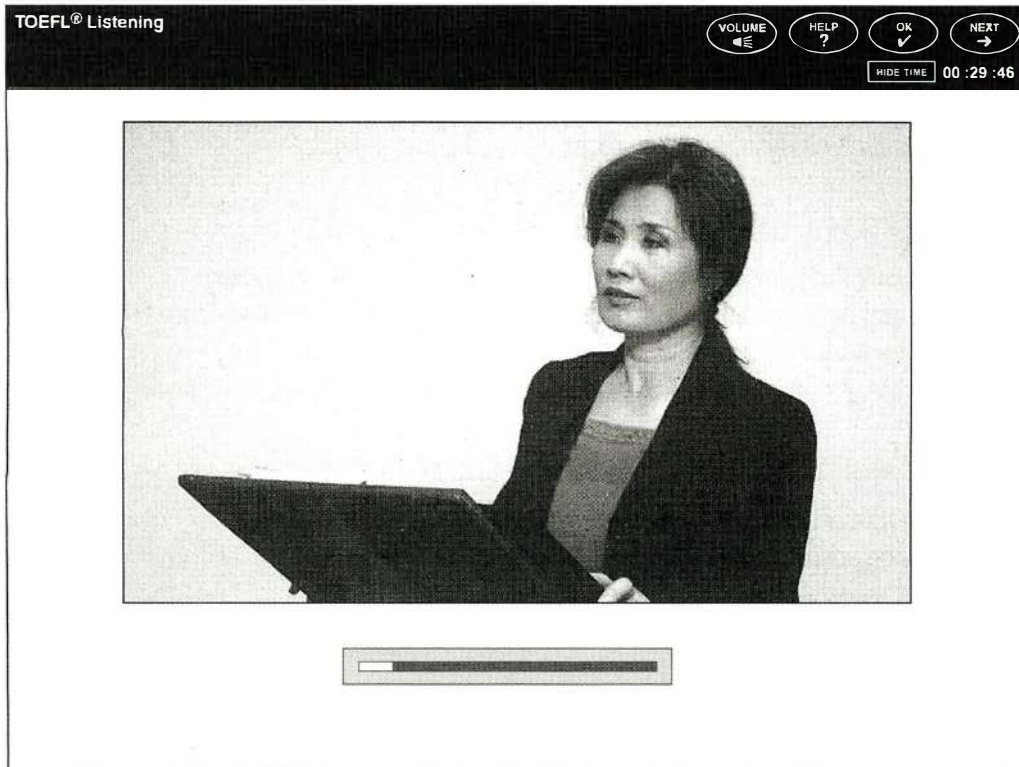 TOEFL® Listening
VOLUME
HELP
?
OK
NEXT
HIDE TIME 00 :29 :46